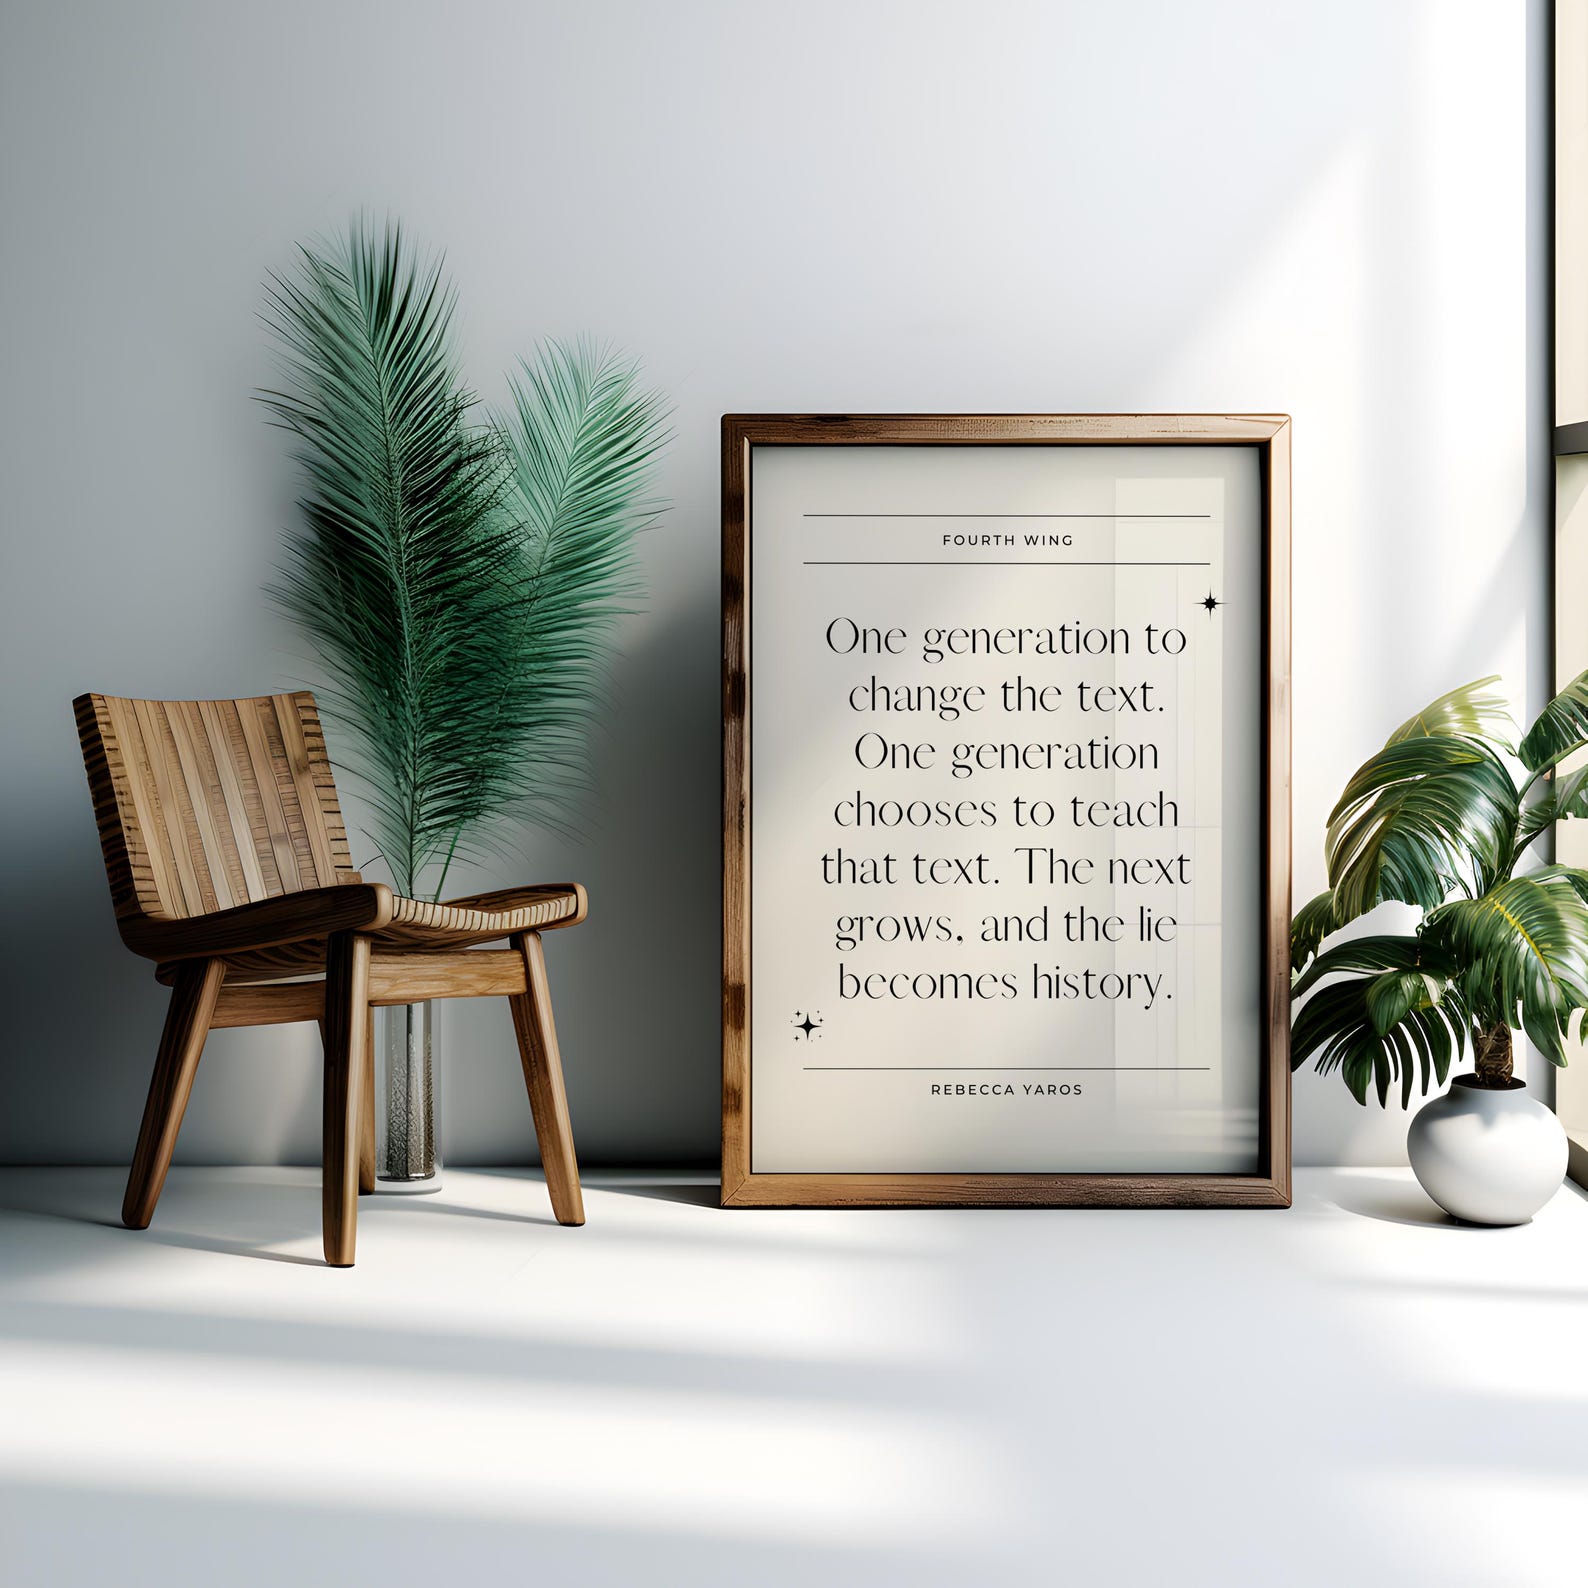 FOURTH WING
One generation to
change the text.
One generation
chooses to teach
that text. The next
grows, and the lie
becomes history.
REBECCA YAROS